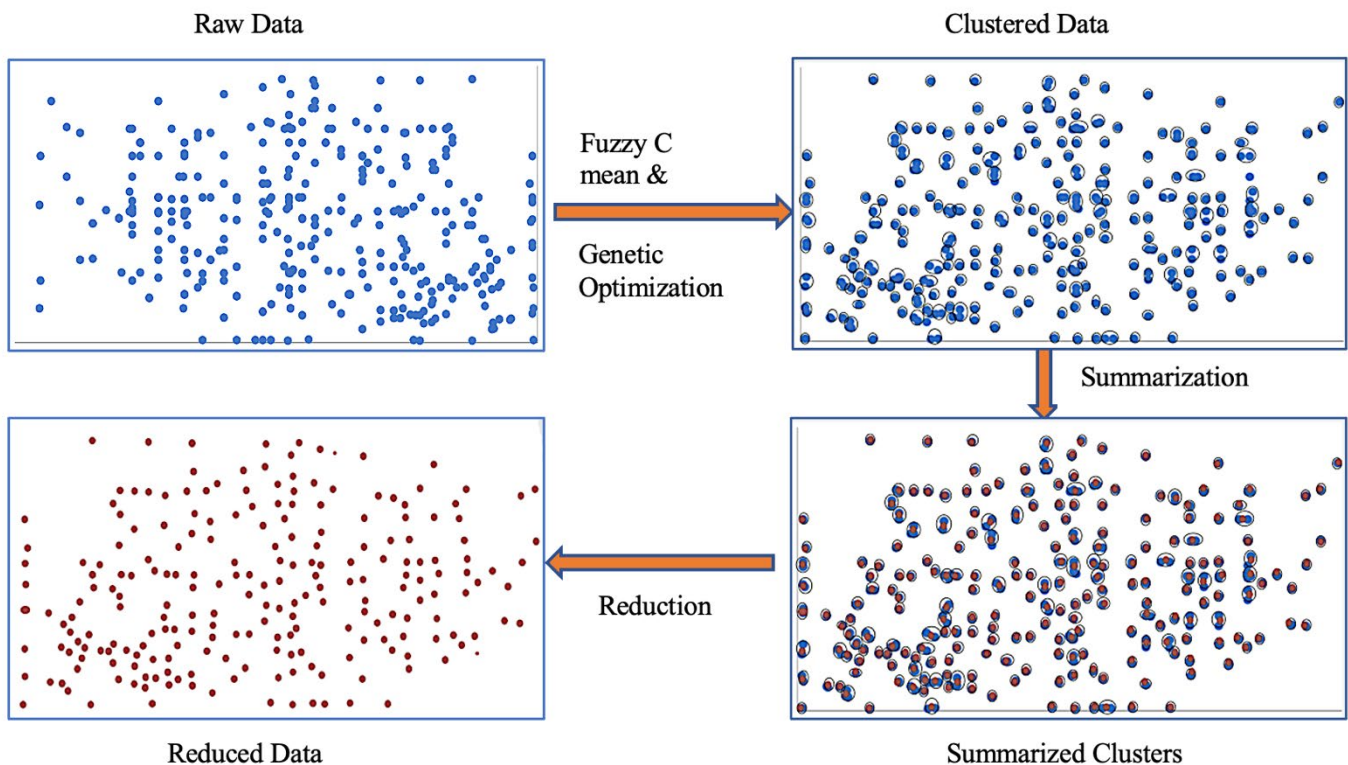 Raw Data
Clustered Data
Fuzzy C
mean &
Genetic
Optimization
Summarization
Reduction
Reduced Data
Summarized Clusters